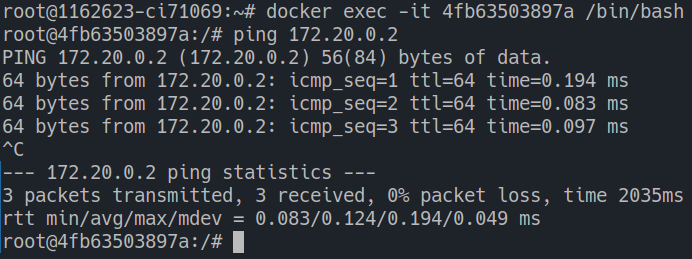 root@1162623-ci71069:~# docker exec -it 4fb63503897a /bin/bash
root@4fb63503897a:/# ping 172.20.0.2
PING 172.20.0.2 (172.20.0.2) 56(84) bytes of data.
64 bytes from 172.20.0.2: icmp_seq=1 ttl=64 time=0.194 ms
64 bytes from 172.20.0.2: icmp_seq=2 ttl=64 time=0.083 ms
64 bytes from 172.20.0.2: icmp_seq=3 ttl=64 time=0.097 ms
^C
--- 172.20.0.2 ping statistics ---
3 packets transmitted, 3 received, 0% packet loss, time 2035ms
rtt min/avg/max/mdev = 0.083/0.124/0.194/0.049 ms
root@4fb63503897a:/#